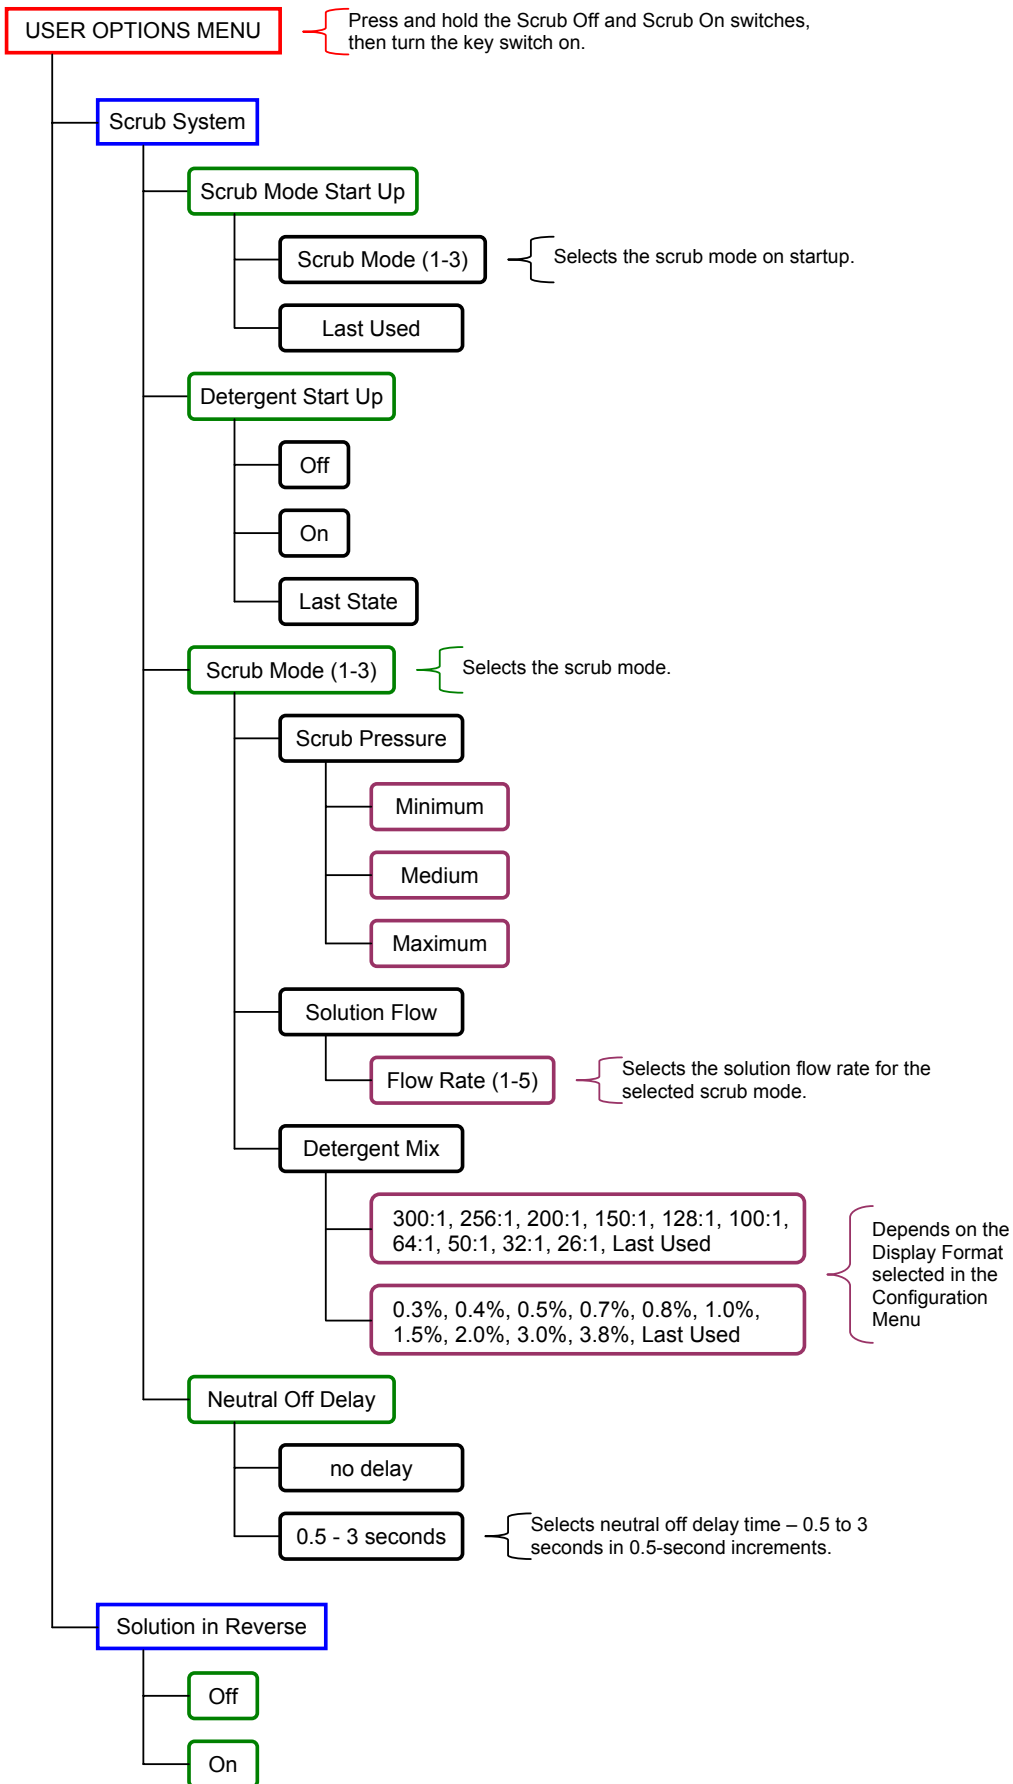 USER OPTIONS MENU
Press and hold the Scrub Off and Scrub On switches,
then turn the key switch on.
Scrub System
Scrub Mode Start Up
Scrub Mode (1-3)
Selects the scrub mode on startup.
Last Used
Detergent Start Up
Off
On
Last State
Scrub Mode (1-3)
Selects the scrub mode.
Scrub Pressure
Minimum
Medium
Maximum
Solution Flow
Flow Rate (1-5)
Selects the solution flow rate for the
selected scrub mode.
Detergent Mix
300:1, 256:1, 200:1, 150:1, 128:1, 100:1,
64:1, 50:1, 32:1, 26:1, Last Used
0.3%, 0.4%, 0.5%, 0.7%, 0.8%, 1.0%,
1.5%, 2.0%, 3.0%, 3.8%, Last Used
Depends on the
Display Format
selected in the
Configuration
Menu
Neutral Off Delay
no delay
0.5 - 3 seconds
Selects neutral off delay time – 0.5 to 3
seconds in 0.5-second increments.
Solution in Reverse
Off
On